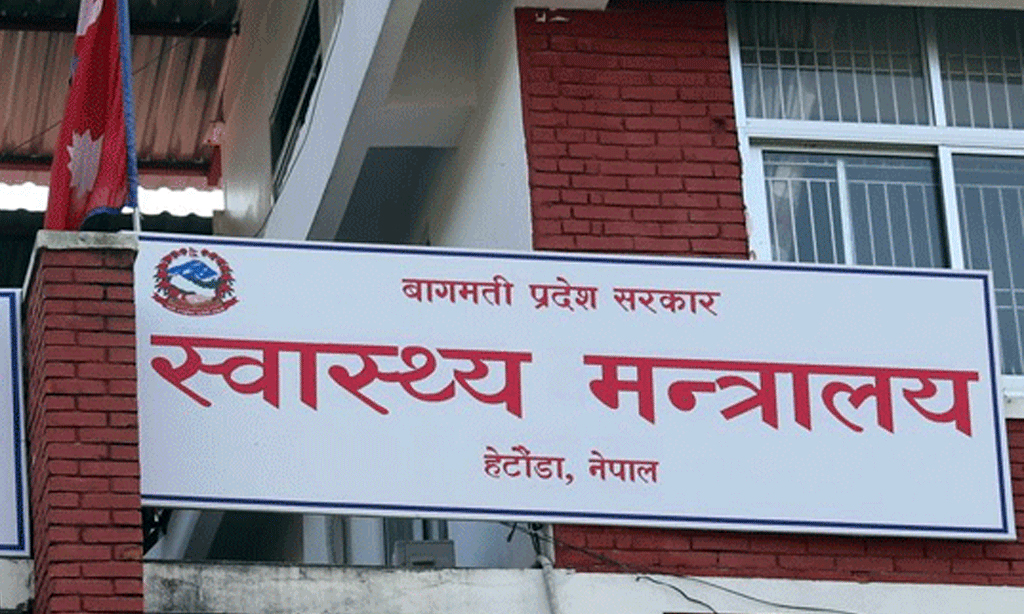 बागमती प्रदेश सरकार
स्वास्थ्य मन्त्रालय
हेटौंडा, नेपाल